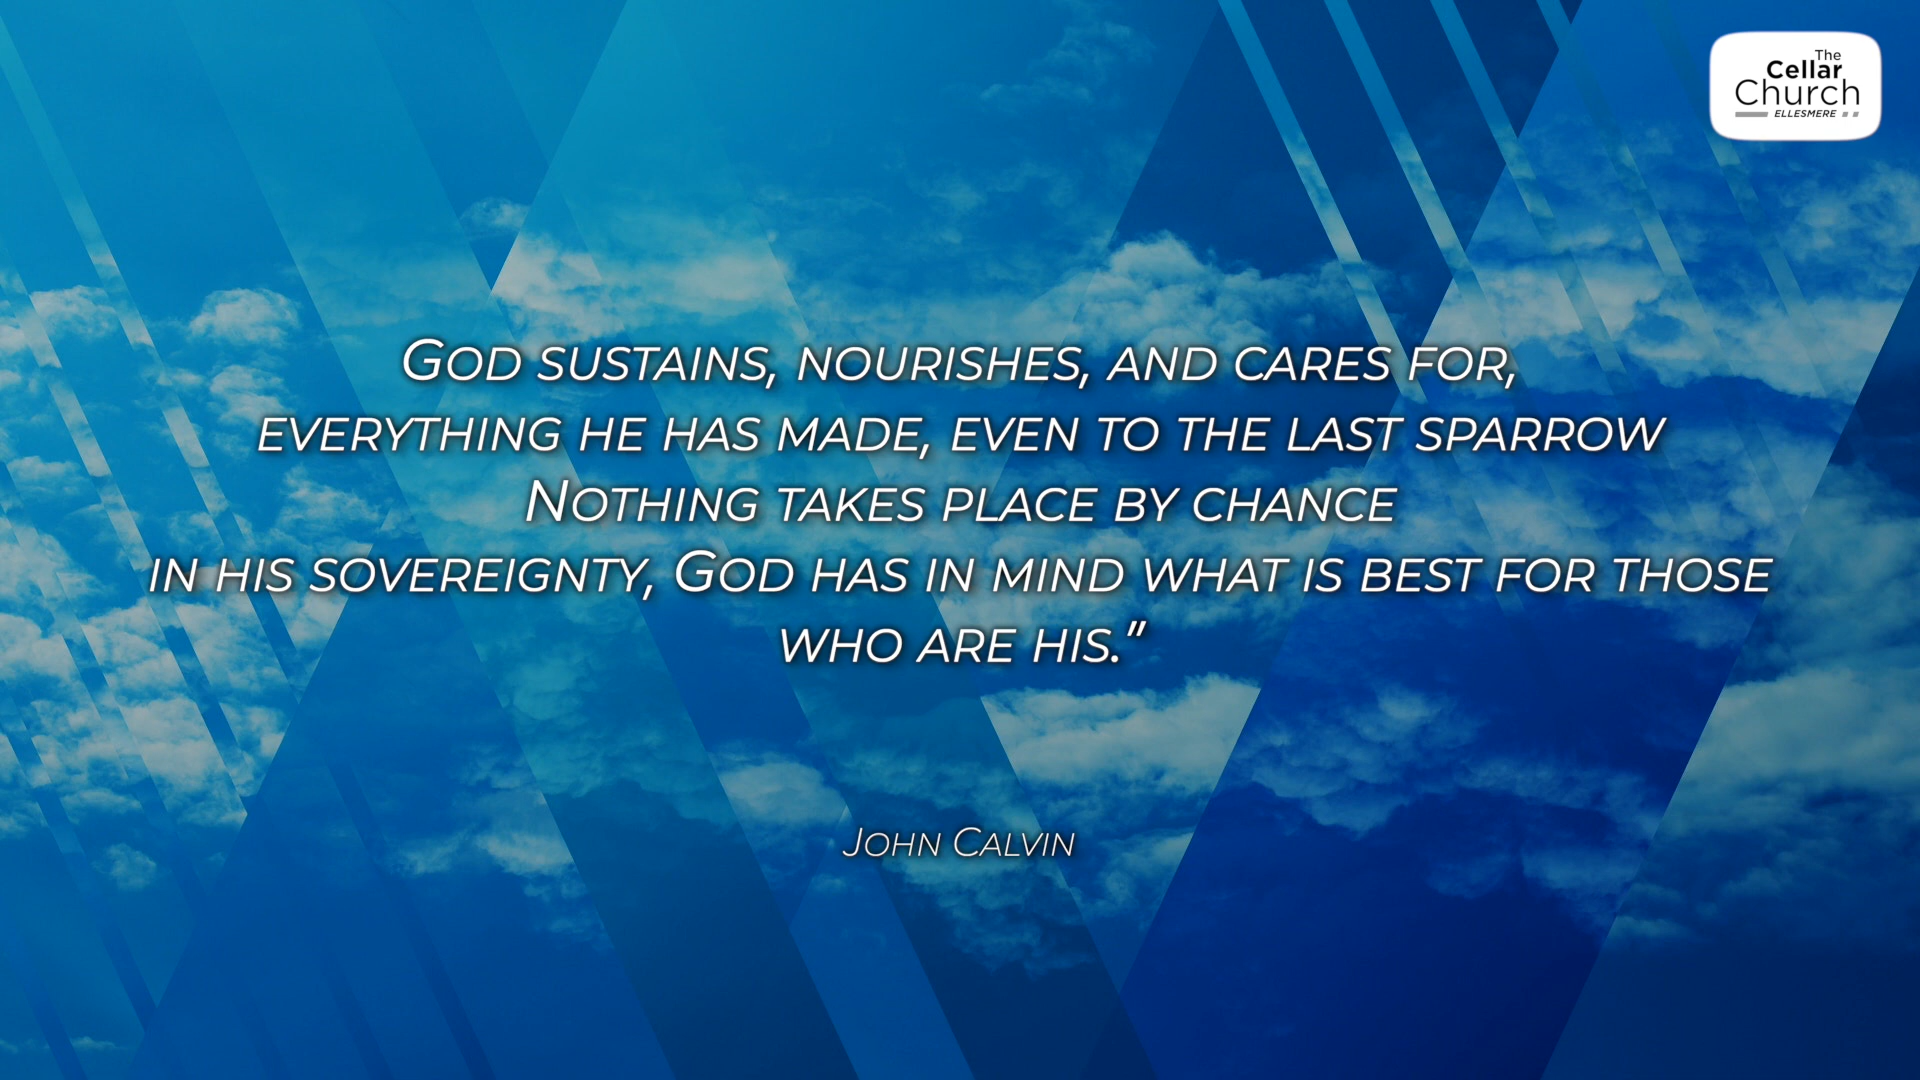 The
Cellar
Church
ELLESMERE
God sustains, nourishes, and cares for,
everything he has made, even to the last sparrow
Nothing takes place by chance
in his sovereignty, God has in mind what is best for those
who are his."
John Calvin